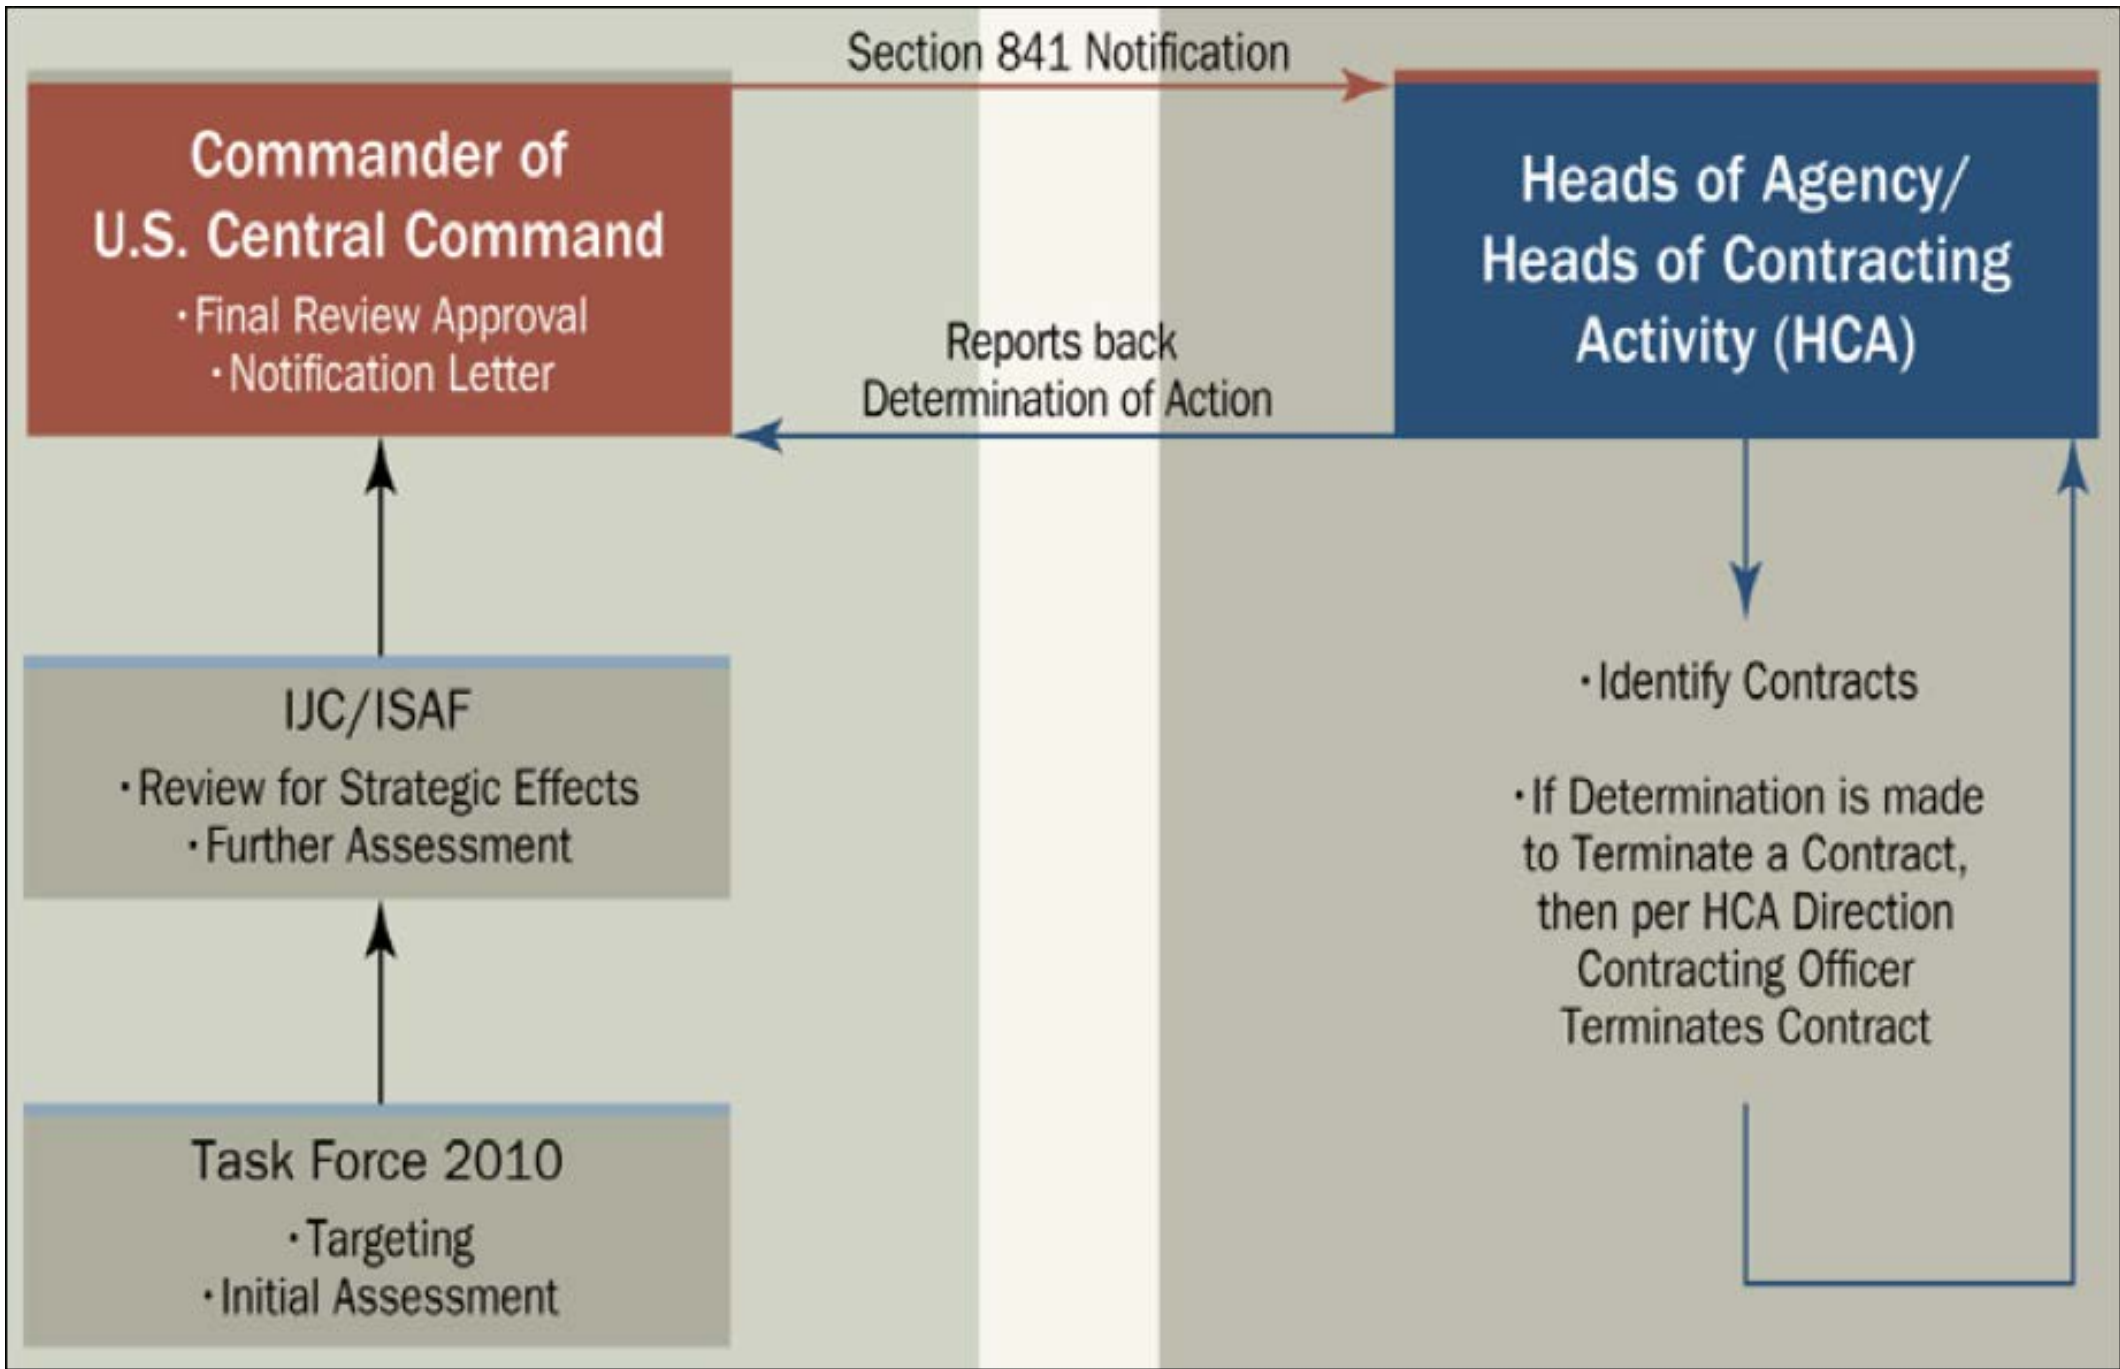 Section 841 Notification
Commander of
U.S. Central Command
· Final Review Approval
· Notification Letter
Heads of Agency/
Heads of Contracting
Activity (HCA)
Reports back
Determination of Action
IJC/ISAF
· Review for Strategic Effects
· Further Assessment
Task Force 2010
· Targeting
· Initial Assessment
· Identify Contracts
· If Determination is made
to Terminate a Contract,
then per HCA Direction
Contracting Officer
Terminates Contract